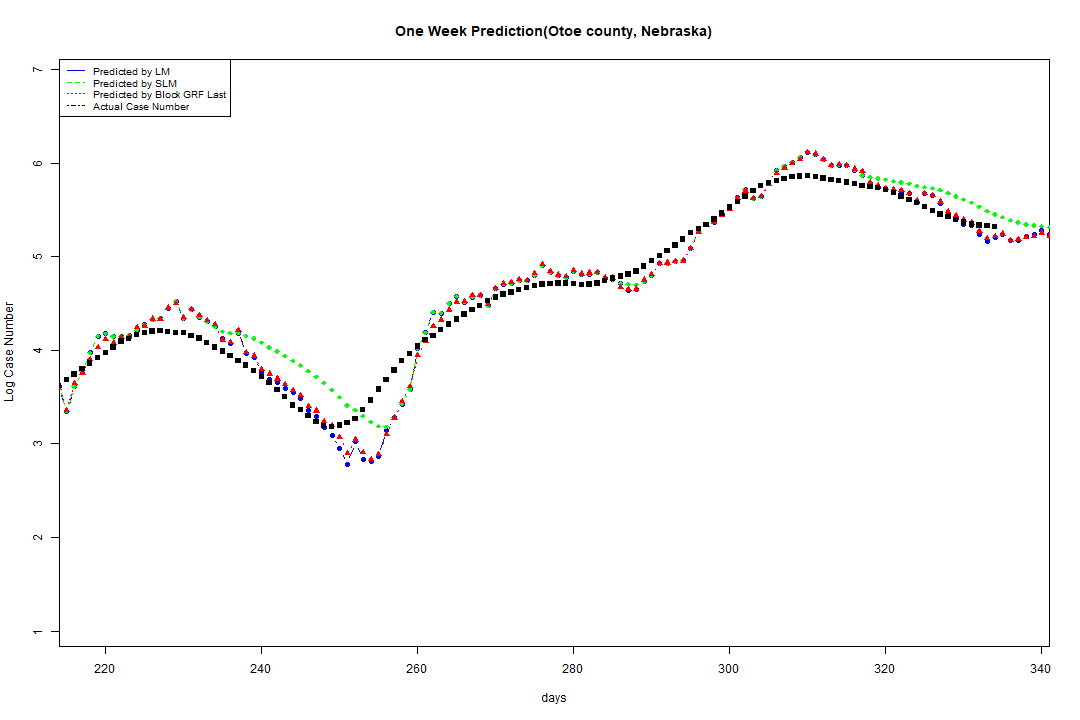 One Week Prediction(Otoe county, Nebraska)
Predicted by LM
Predicted by SLM
Predicted by Block GRF Last
Actual Case Number
7
6
5
4
3
2
1
Log Case Number
220 240 260 280 300 320 340
days